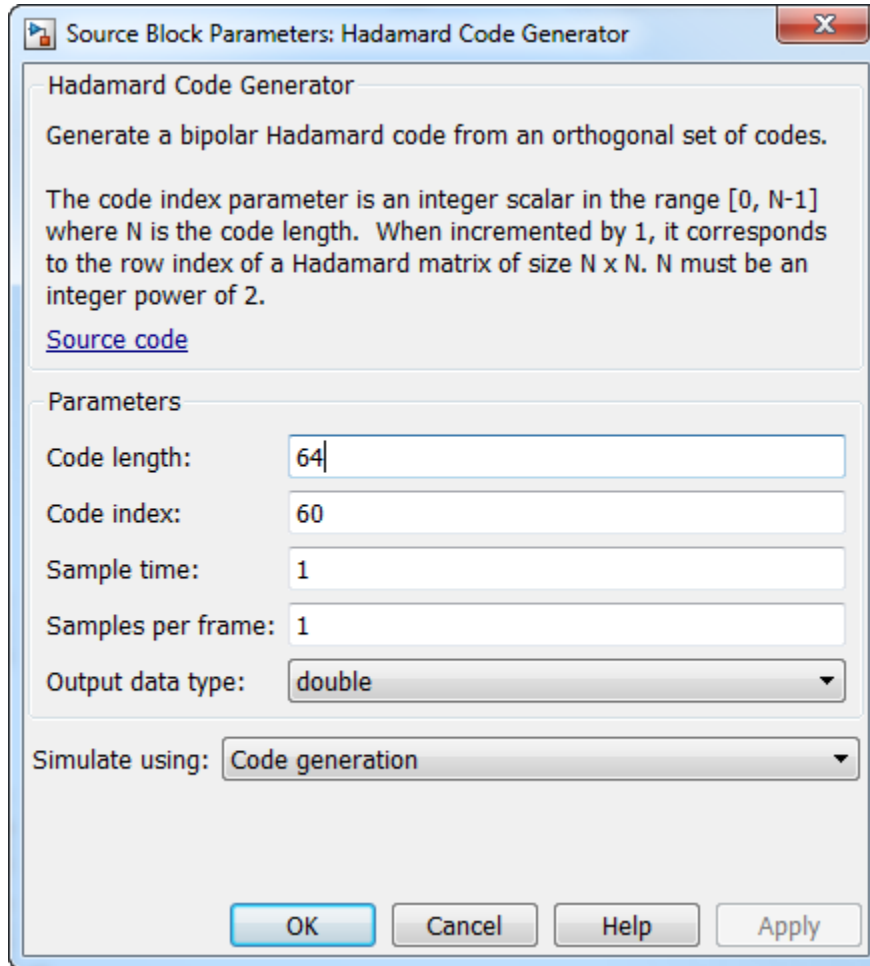 Source Block Parameters: Hadamard Code Generator
Hadamard Code Generator
Generate a bipolar Hadamard code from an orthogonal set of codes.
The code index parameter is an integer scalar in the range [0, N-1]
where N is the code length.  When incremented by 1, it corresponds
to the row index of a Hadamard matrix of size N x N. N must be an
integer power of 2.
Source code
Parameters
Code length: 64
Code index: 60
Sample time: 1
Samples per frame: 1
Output data type: double
Simulate using: Code generation
OK Cancel Help Apply